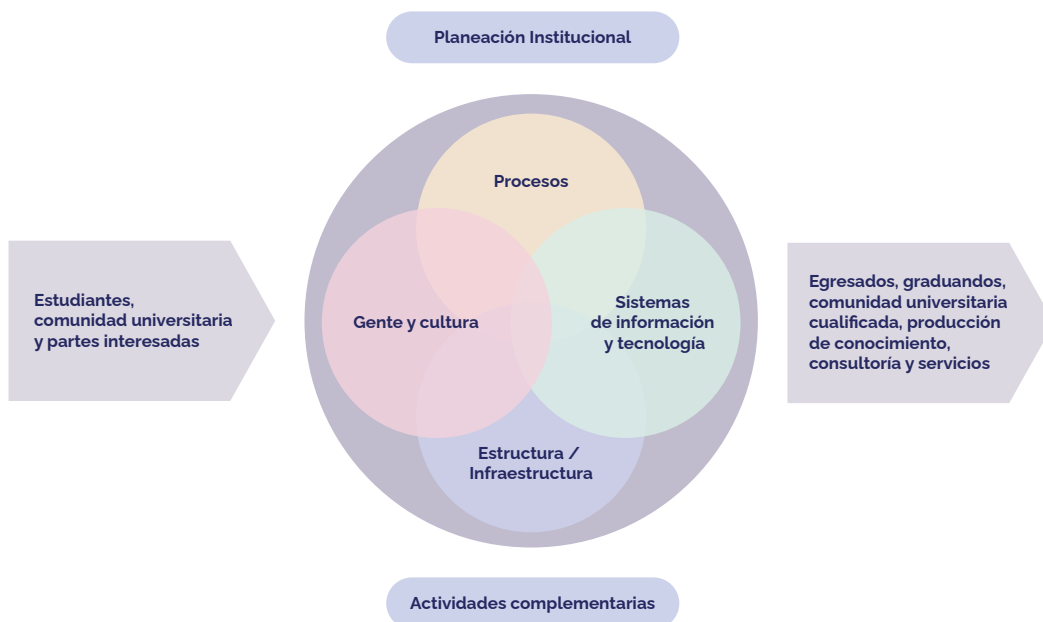 Planeación Institucional
Procesos
Estudiantes,
comunidad universitaria
y partes interesadas
Gente y cultura
Sistemas
de información
y tecnología
Egresados, graduandos,
comunidad universitaria
cualificada, producción
de conocimiento,
consultoría y servicios
Estructura /
Infraestructura
Actividades complementarias